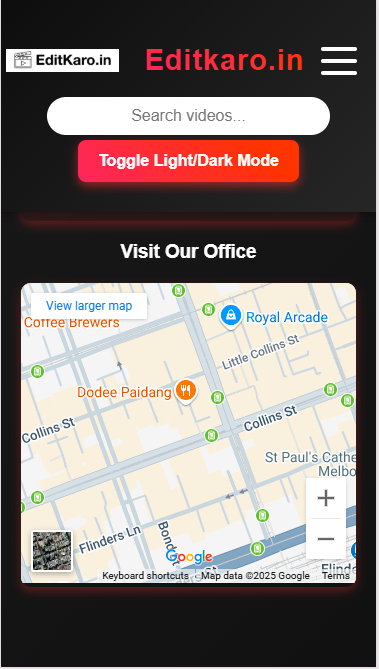 EditKaro.in
Editkaro.in
Search videos...
Toggle Light/Dark Mode
Visit Our Office
View larger map
Coffee Brewers
Royal Arcade
Little Collins St
Dodee Paidang
Collins St
Collins St
St Paul's Cathe
Melbo
Flinders Ln
Bond
Google
Flinde
Keyboard shortcuts
Map data ©2025 Google
Terms